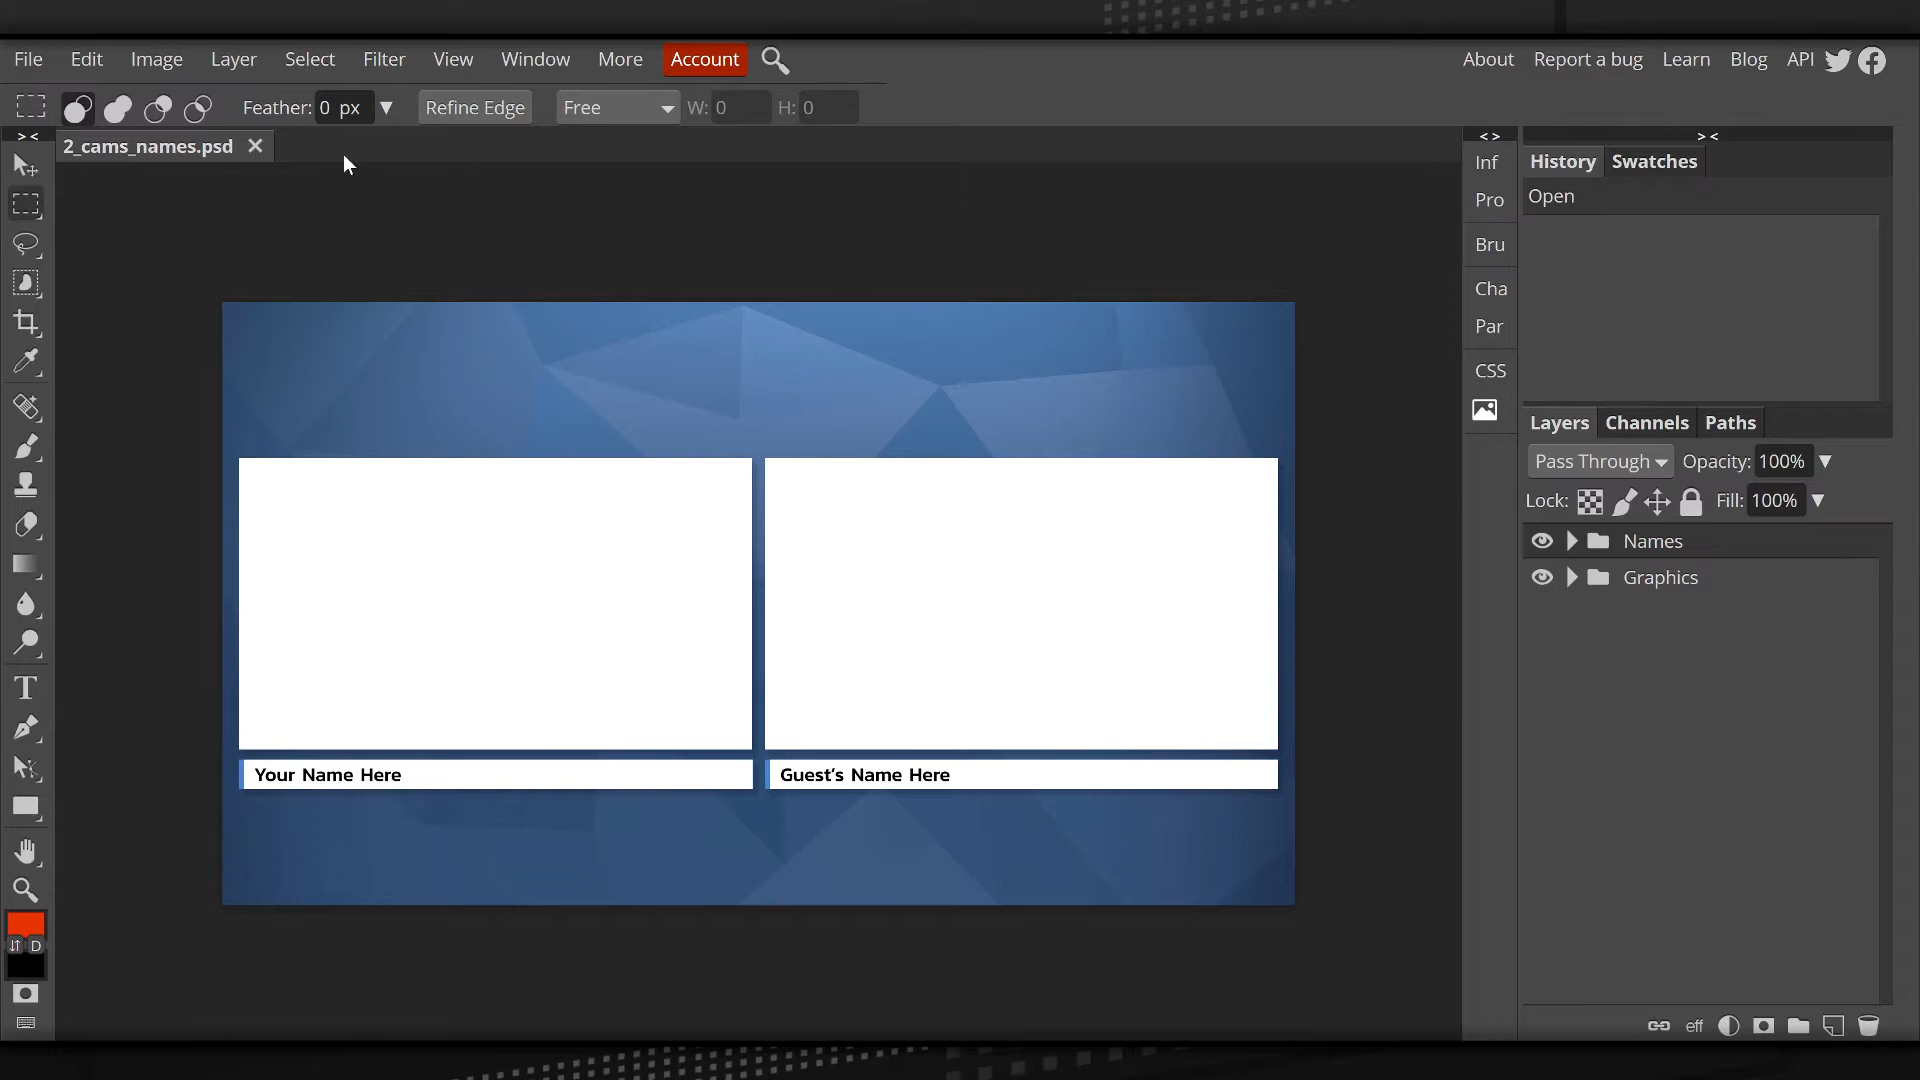 File Edit Image Layer Select Filter View Window More Account About Report a bug Learn Blog API
Feather: 0 px Refine Edge Free W: 0 H: 0
> < < > > <
2_cams_names.psd
Inf
Pro
Bru
Cha
Par
CSS
History Swatches
Open
Layers Channels Paths
Pass Through Opacity: 100%
Lock: Fill: 100%
Names
Graphics
Your Name Here
Guest's Name Here
T
D
eff